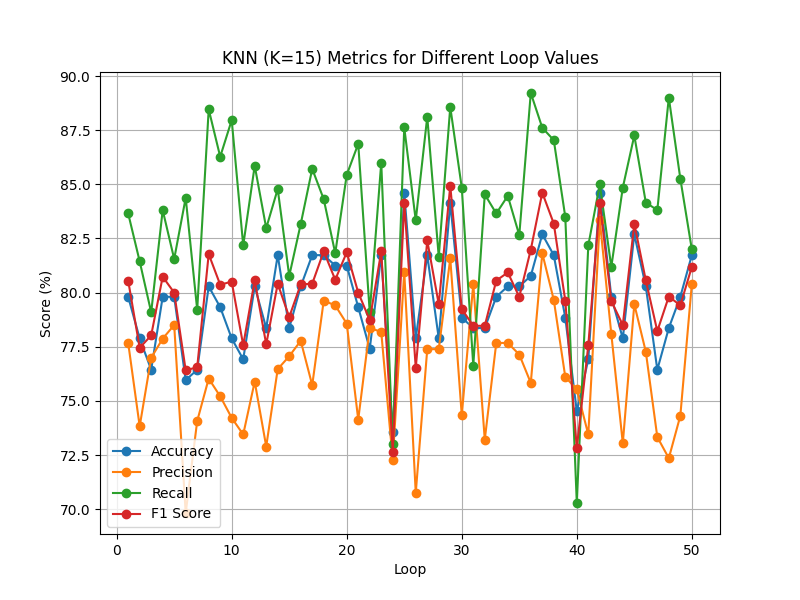 KNN (K=15) Metrics for Different Loop Values
Score (%)
90.0
87.5
85.0
82.5
80.0
77.5
75.0
72.5
70.0
Accuracy
Precision
Recall
F1 Score
0 10 20 30 40 50
Loop